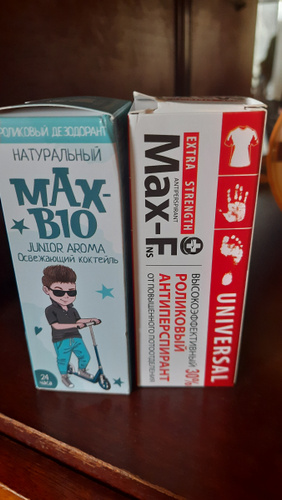 РОЛИКОВЫЙ ДЕЗОДОРАНТ
НАТУРАЛЬНЫЙ
MAX-
BIO
JUNIOR AROMA
Освежающий коктейль
24
часа
EXTRA STRENGTH
ANTIPERSPIRANT
Max-F
NS
ВЫСОКОЭФФЕКТИВНЫЙ 30%
РОЛИКОВЫЙ
АНТИПЕРСПИРАНТ
ОТ ПОВЫШЕННОГО ПОТООТДЕЛЕНИЯ
UNIVERSAL